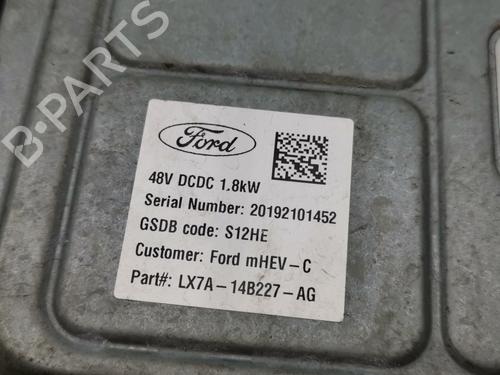 B-PARTS
Ford
48V DCDC 1.8kW
Serial Number: 20192101452
GSDB code: S12HE
Customer: Ford mHEV-C
Part#: LX7A-14B227-AG